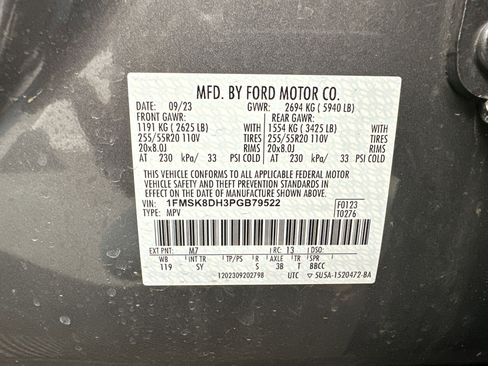 MFD. BY FORD MOTOR CO.
DATE: 09/23 GVWR: 2694 KG ( 5940 LB)
FRONT GAWR: REAR GAWR:
1191 KG ( 2625 LB) WITH 1554 KG ( 3425 LB) WITH
255/55R20 110V TIRES 255/55R20 110V TIRES
20x8.0J RIMS 20x8.0J RIMS
AT 230 kPa/ 33 PSI COLD AT 230 kPa/ 33 PSI COLD
THIS VEHICLE CONFORMS TO ALL APPLICABLE FEDERAL MOTOR
VEHICLE SAFETY AND THEFT PREVENTION STANDARDS IN
EFFECT ON THE DATE OF MANUFACTURE SHOWN ABOVE.
VIN: 1FMSK8DH3PGB79522 F0123
TYPE: MPV T0276
EXT PNT: M7 RC: 13 DSO:
WB INT TR TP/PS R AXLE TR SPR
119 SY S 3B T BBCC
1202309202798 UTC ▽ 5U5A-1520472-BA